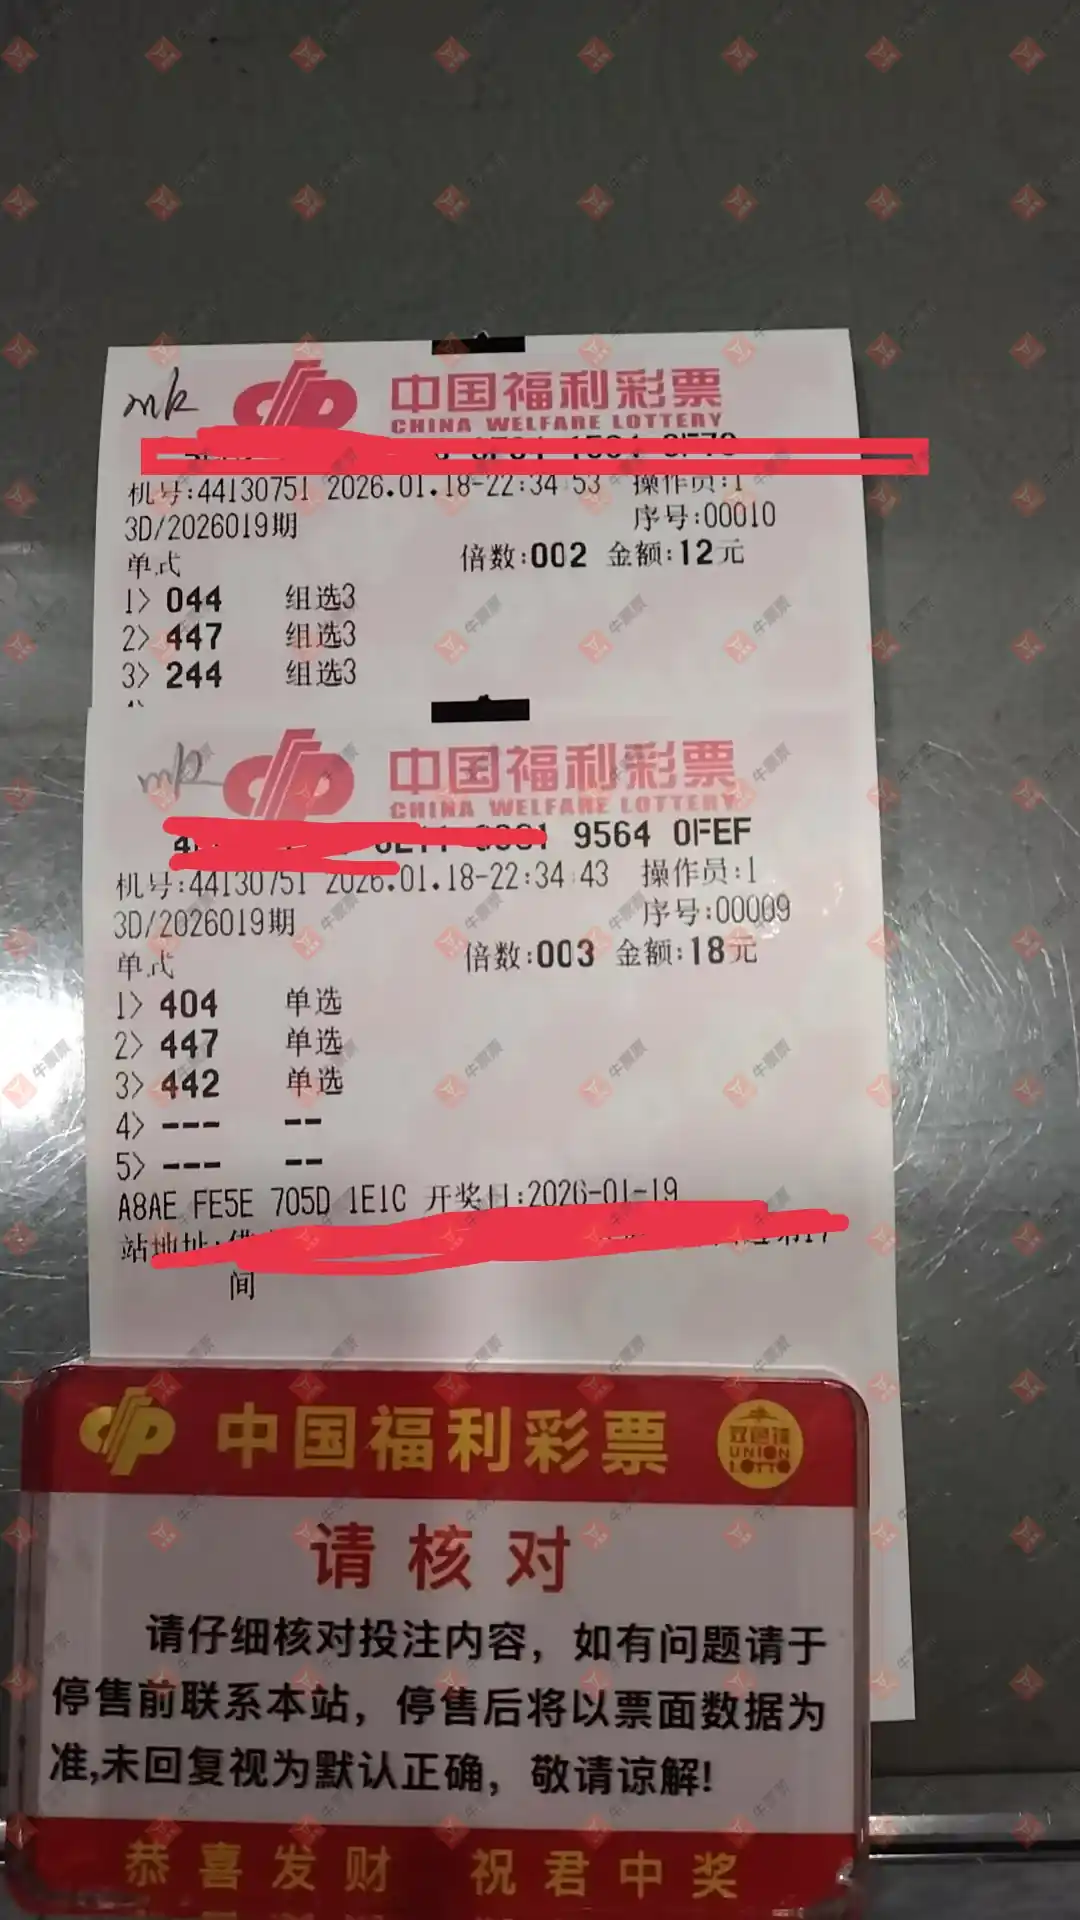 mk
中国福利彩票
CHINA WELFARE LOTTERY
机号:44130751 2026.01.18-22:34:53 操作员:1
3D/2026019期 序号:00010
单式 倍数:002 金额:12元
1> 044 组选3
2> 447 组选3
3> 244 组选3
mk
中国福利彩票
CHINA WELFARE LOTTERY
9564 0FEF
机号:44130751 2026.01.18-22:34:43 操作员:1
3D/2026019期 序号:00009
单式 倍数:003 金额:18元
1> 404 单选
2> 447 单选
3> 442 单选
4> --- --
5> --- --
A8AE FE5E 705D 1E1C 开奖日:2026-01-19
站地址:
间
中国福利彩票
双色球
UNION
LOTTO
请核对
请仔细核对投注内容，如有问题请于
停售前联系本站，停售后将以票面数据为
准,未回复视为默认正确，敬请谅解!
恭喜发财 祝君中奖
牛票票